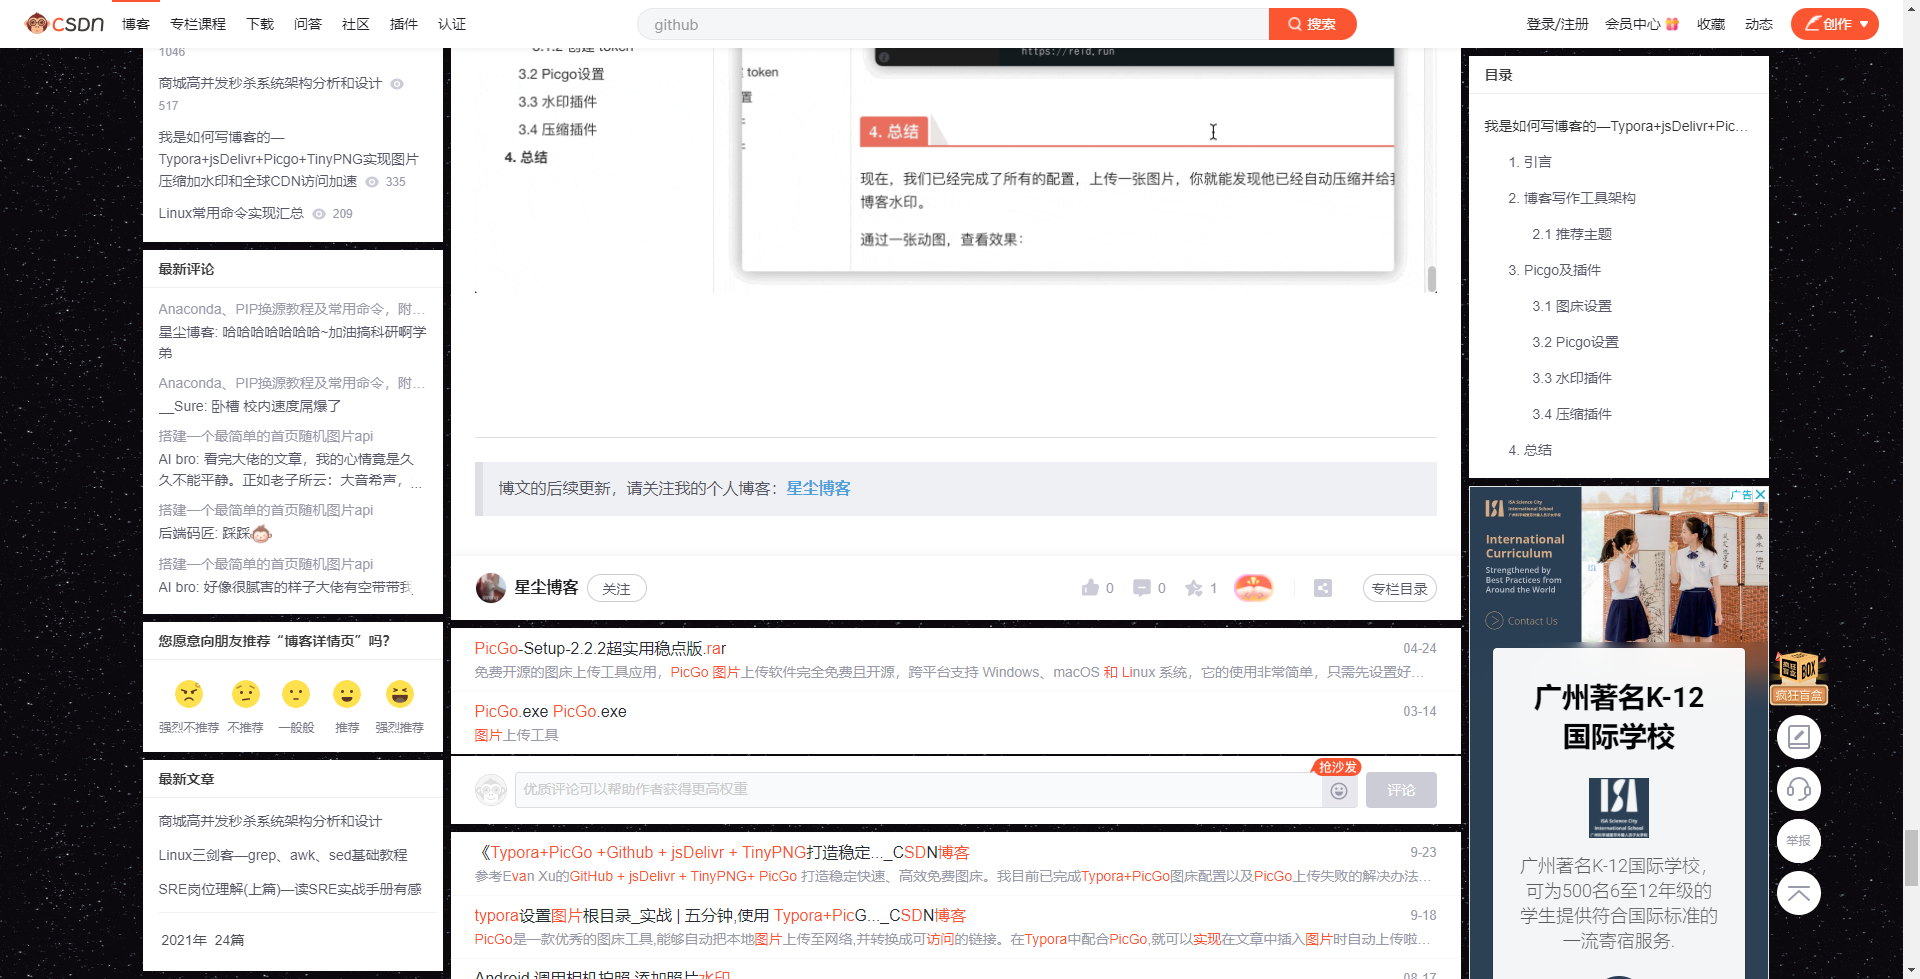 CSDN 博客 专栏课程 下载 问答 社区 插件 认证 github 搜索 登录/注册 会员中心 收藏 动态 创作
1046
商城高并发秒杀系统架构分析和设计
517
我是如何写博客的—
Typora+jsDelivr+Picgo+TinyPNG实现图片
压缩加水印和全球CDN访问加速 335
Linux常用命令实现汇总 209
最新评论
Anaconda、PIP换源教程及常用命令，附…
星尘博客: 哈哈哈哈哈哈哈~加油搞科研啊学
弟
Anaconda、PIP换源教程及常用命令，附…
__Sure: 卧槽 校内速度屌爆了
搭建一个最简单的首页随机图片api
AI bro: 看完大佬的文章，我的心情竟是久
久不能平静。正如老子所云：大音希声，…
搭建一个最简单的首页随机图片api
后端码匠: 踩踩
搭建一个最简单的首页随机图片api
AI bro: 好像很腻害的样子大佬有空带带我
您愿意向朋友推荐“博客详情页”吗？
强烈不推荐 不推荐 一般般 推荐 强烈推荐
最新文章
商城高并发秒杀系统架构分析和设计
Linux三剑客—grep、awk、sed基础教程
SRE岗位理解(上篇)—读SRE实战手册有感
2021年 24篇
3.1.2 创建 token
3.2 Picgo设置
3.3 水印插件
3.4 压缩插件
4. 总结
token
置
https://reid.run
4. 总结
现在，我们已经完成了所有的配置，上传一张图片，你就能发现他已经自动压缩并给我
博客水印。
通过一张动图，查看效果：
博文的后续更新，请关注我的个人博客：星尘博客
星尘博客 关注 0 0 1 专栏目录
PicGo-Setup-2.2.2超实用稳点版.rar 04-24
免费开源的图床上传工具应用，PicGo 图片上传软件完全免费且开源，跨平台支持 Windows、macOS 和 Linux 系统，它的使用非常简单，只需先设置好…
PicGo.exe PicGo.exe 03-14
图片上传工具
优质评论可以帮助作者获得更高权重 抢沙发 评论
《Typora+PicGo +Github + jsDelivr + TinyPNG打造稳定..._CSDN博客 9-23
参考Evan Xu的GitHub + jsDelivr + TinyPNG+ PicGo 打造稳定快速、高效免费图床。我目前已完成Typora+PicGo图床配置以及PicGo上传失败的解决办法…
typora设置图片根目录_实战 | 五分钟,使用 Typora+PicG..._CSDN博客 9-18
PicGo是一款优秀的图床工具,能够自动把本地图片上传至网络,并转换成可访问的链接。在Typora中配合PicGo,就可以实现在文章中插入图片时自动上传啦…
Android 调用相机拍照,添加照片水印 08-17
目录
我是如何写博客的—Typora+jsDelivr+Pic…
1. 引言
2. 博客写作工具架构
2.1 推荐主题
3. Picgo及插件
3.1 图床设置
3.2 Picgo设置
3.3 水印插件
3.4 压缩插件
4. 总结
广告
ISA Science City
International School
International
Curriculum
Strengthened by
Best Practices from
Around the World
Contact Us
广州著名K-12
国际学校
ISA Science City
International School
广州著名K-12国际学校，
可为500名6至12年级的
学生提供符合国际标准的
一流寄宿服务.
BOX
疯狂盲盒
举报